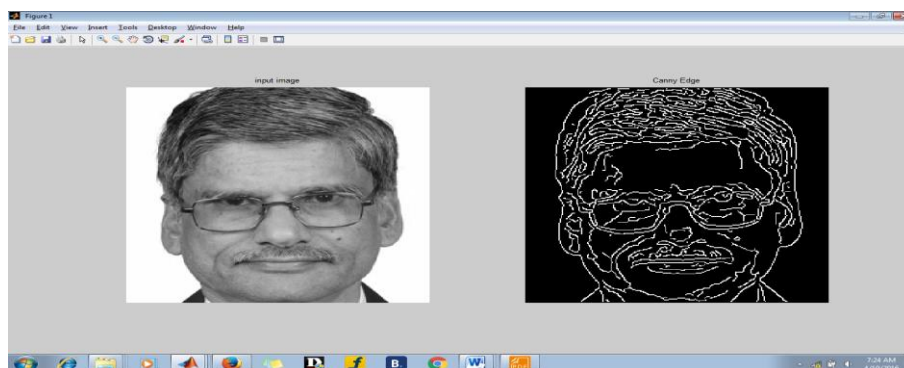 Figure 1
File Edit View Insert Tools Desktop Window Help
input image
Canny Edge
D
f
B.
W
7:24 AM